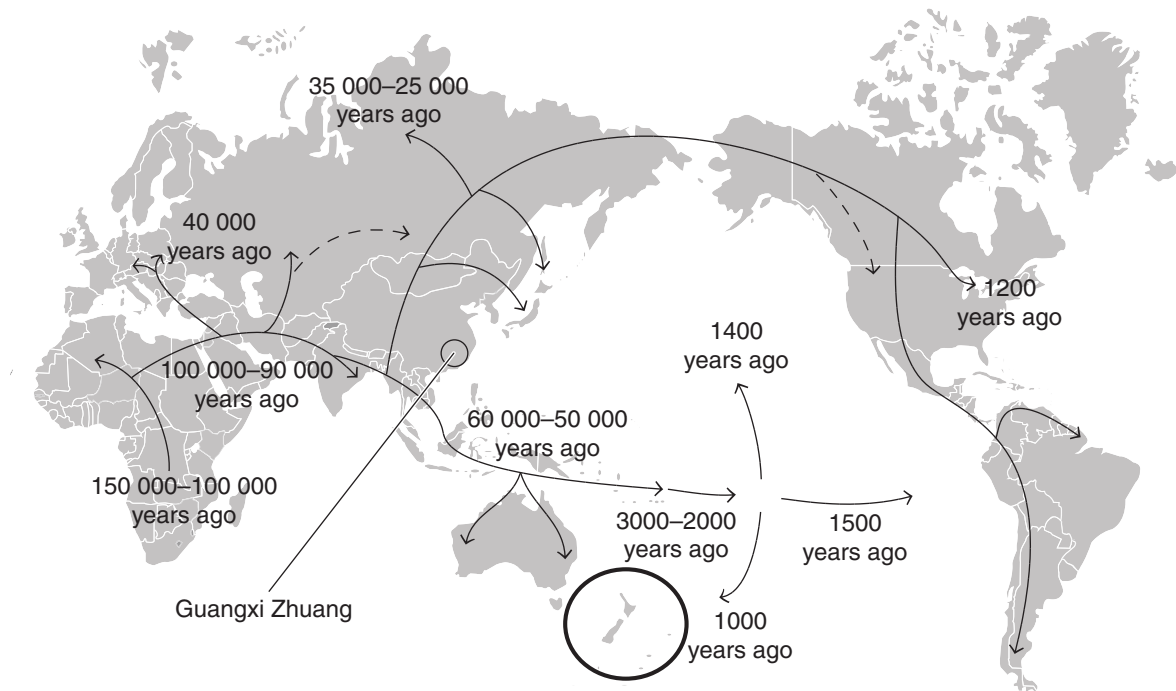 35 000–25 000
years ago
40 000
years ago
1200
years ago
1400
years ago
100 000–90 000
years ago
60 000–50 000
years ago
150 000–100 000
years ago
3000–2000
years ago
1500
years ago
Guangxi Zhuang
1000
years ago